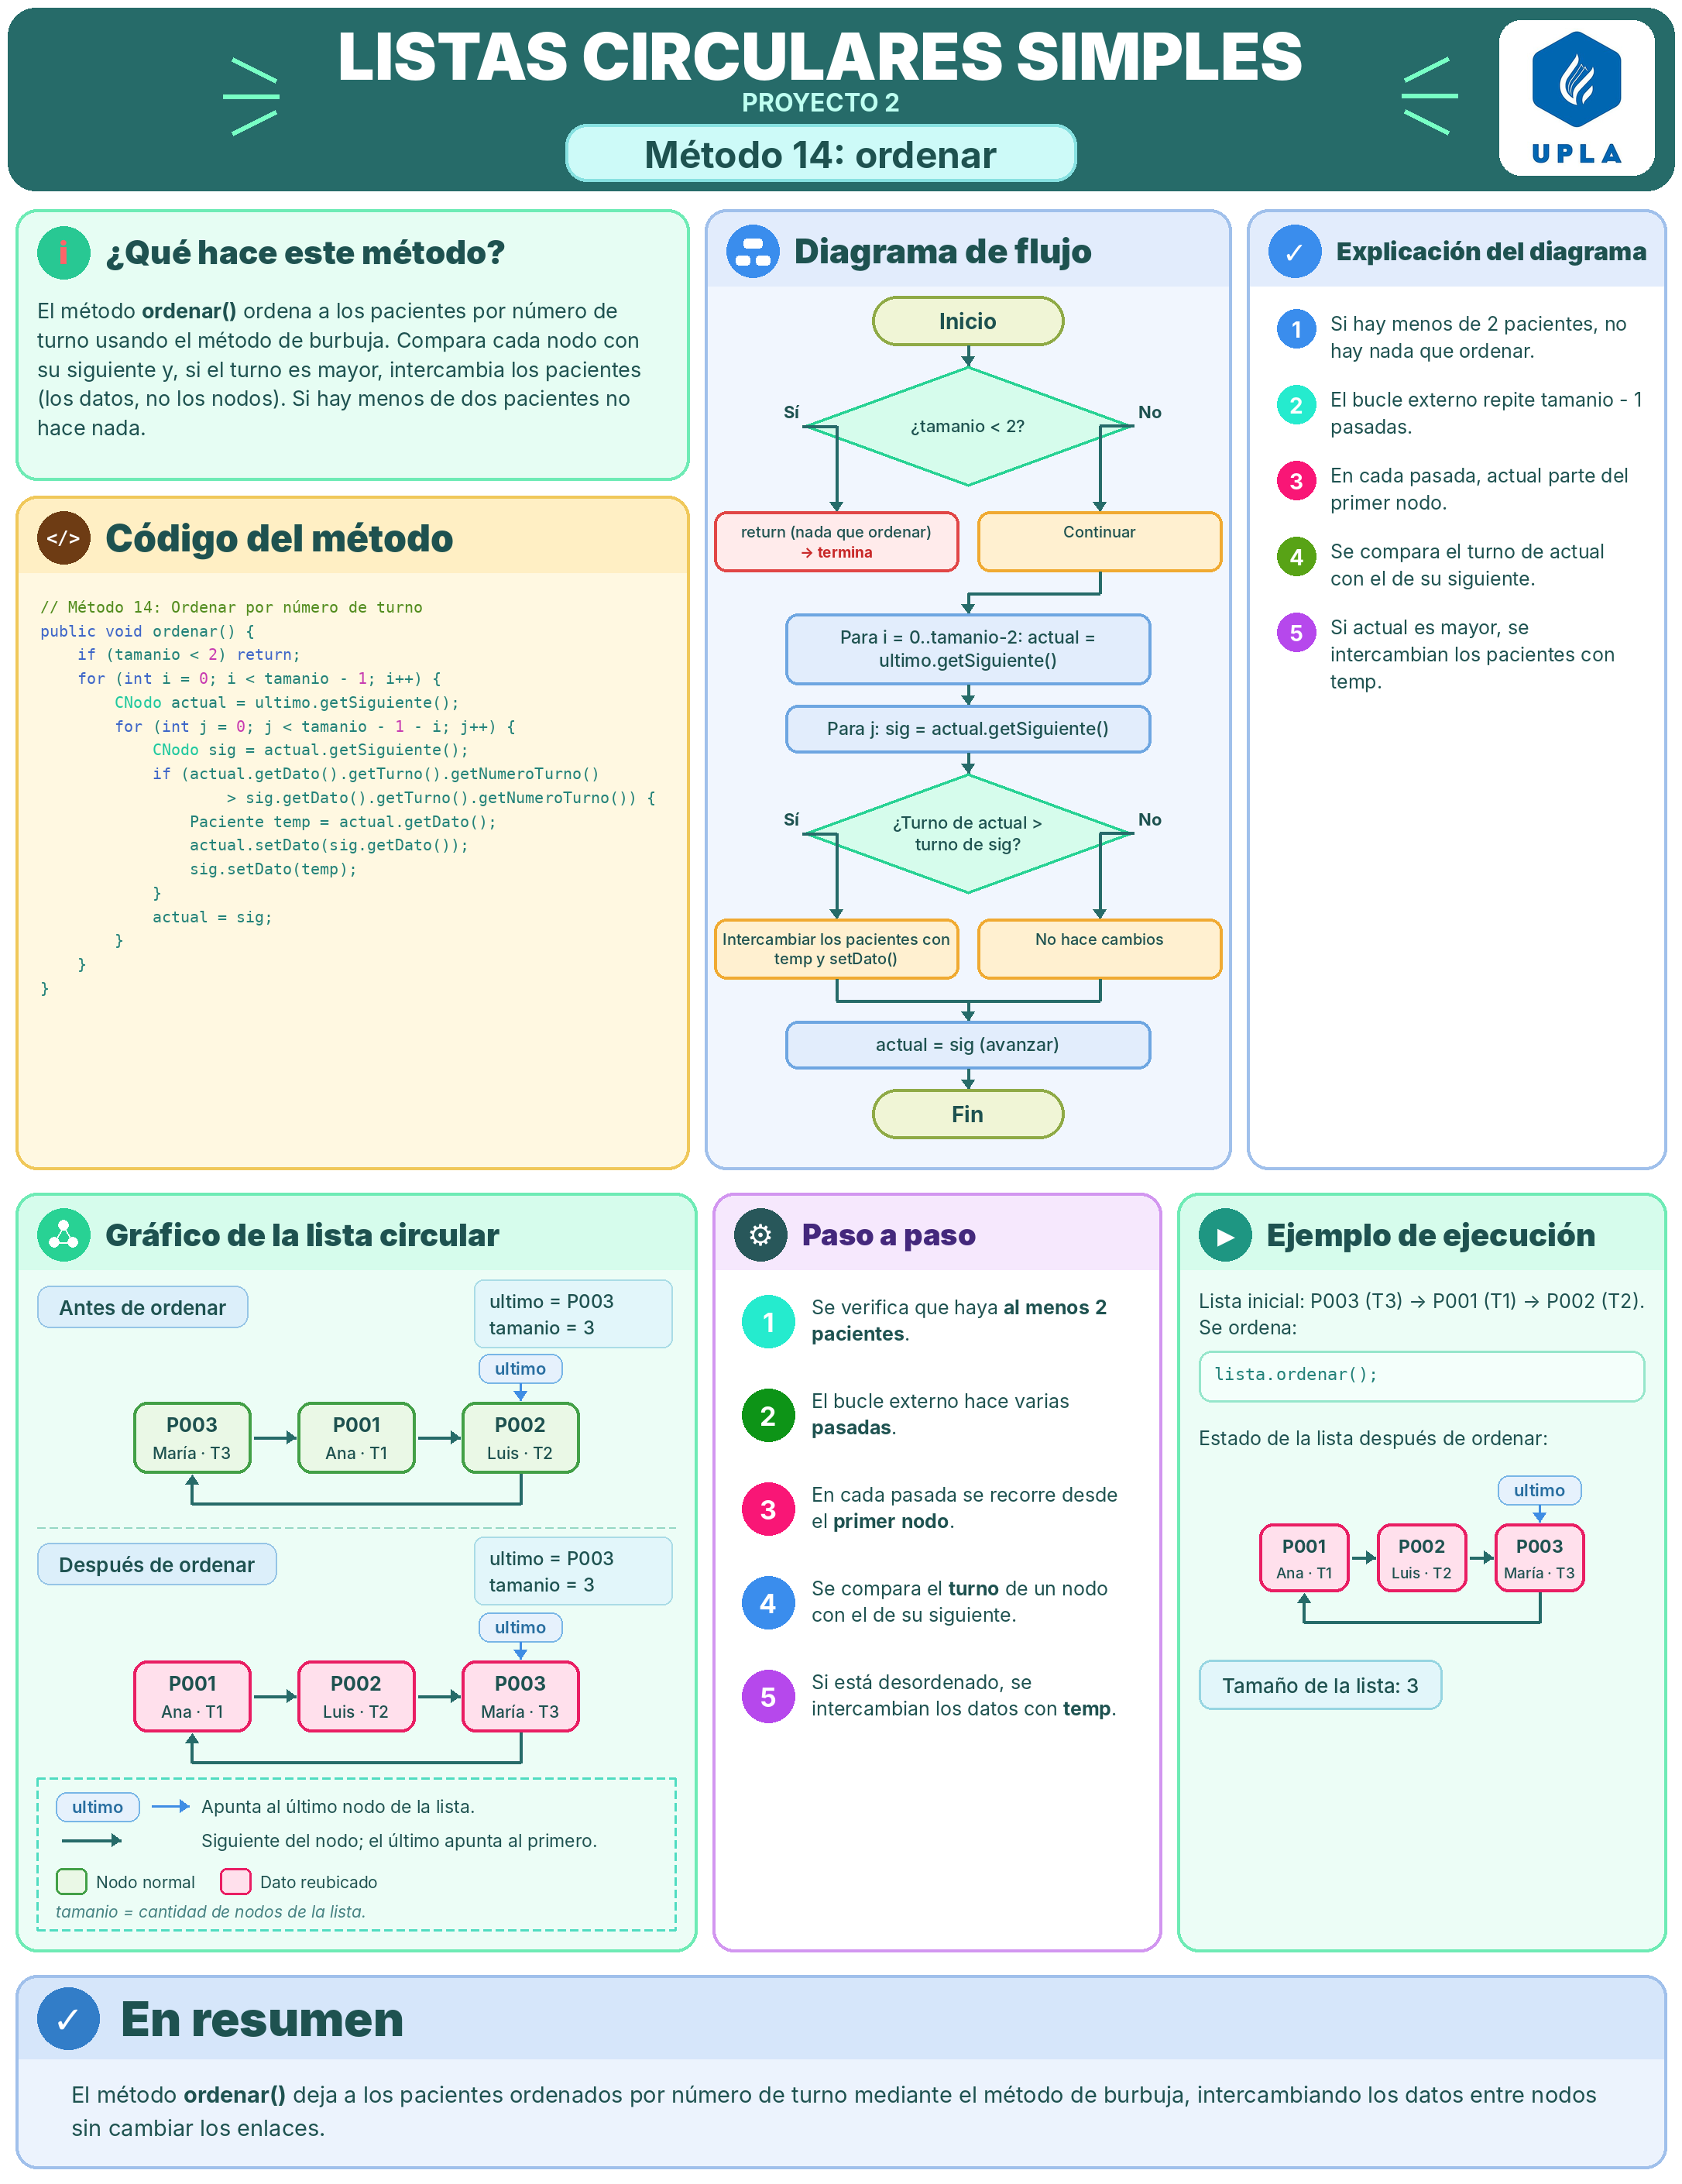 LISTAS CIRCULARES SIMPLES
PROYECTO 2
Método 14: ordenar
UPLA
¿Qué hace este método?
El método ordenar() ordena a los pacientes por número de
turno usando el método de burbuja. Compara cada nodo con
su siguiente y, si el turno es mayor, intercambia los pacientes
(los datos, no los nodos). Si hay menos de dos pacientes no
hace nada.
</> Código del método
// Método 14: Ordenar por número de turno
public void ordenar() {
    if (tamanio < 2) return;
    for (int i = 0; i < tamanio - 1; i++) {
        CNodo actual = ultimo.getSiguiente();
        for (int j = 0; j < tamanio - 1 - i; j++) {
            CNodo sig = actual.getSiguiente();
            if (actual.getDato().getTurno().getNumeroTurno()
                    > sig.getDato().getTurno().getNumeroTurno()) {
                Paciente temp = actual.getDato();
                actual.setDato(sig.getDato());
                sig.setDato(temp);
            }
            actual = sig;
        }
    }
}
Diagrama de flujo
Inicio
¿tamanio < 2?
Sí
No
return (nada que ordenar)
→ termina
Continuar
Para i = 0..tamanio-2: actual =
ultimo.getSiguiente()
Para j: sig = actual.getSiguiente()
¿Turno de actual >
turno de sig?
Sí
No
Intercambiar los pacientes con
temp y setDato()
No hace cambios
actual = sig (avanzar)
Fin
✓ Explicación del diagrama
1 Si hay menos de 2 pacientes, no
hay nada que ordenar.
2 El bucle externo repite tamanio - 1
pasadas.
3 En cada pasada, actual parte del
primer nodo.
4 Se compara el turno de actual
con el de su siguiente.
5 Si actual es mayor, se
intercambian los pacientes con
temp.
Gráfico de la lista circular
Antes de ordenar
ultimo = P003
tamanio = 3
ultimo
P003
María · T3
P001
Ana · T1
P002
Luis · T2
Después de ordenar
ultimo = P003
tamanio = 3
ultimo
P001
Ana · T1
P002
Luis · T2
P003
María · T3
ultimo Apunta al último nodo de la lista.
Siguiente del nodo; el último apunta al primero.
Nodo normal Dato reubicado
tamanio = cantidad de nodos de la lista.
Paso a paso
1 Se verifica que haya al menos 2
pacientes.
2 El bucle externo hace varias
pasadas.
3 En cada pasada se recorre desde
el primer nodo.
4 Se compara el turno de un nodo
con el de su siguiente.
5 Si está desordenado, se
intercambian los datos con temp.
Ejemplo de ejecución
Lista inicial: P003 (T3) → P001 (T1) → P002 (T2).
Se ordena:
lista.ordenar();
Estado de la lista después de ordenar:
ultimo
P001
Ana · T1
P002
Luis · T2
P003
María · T3
Tamaño de la lista: 3
✓ En resumen
El método ordenar() deja a los pacientes ordenados por número de turno mediante el método de burbuja, intercambiando los datos entre nodos
sin cambiar los enlaces.